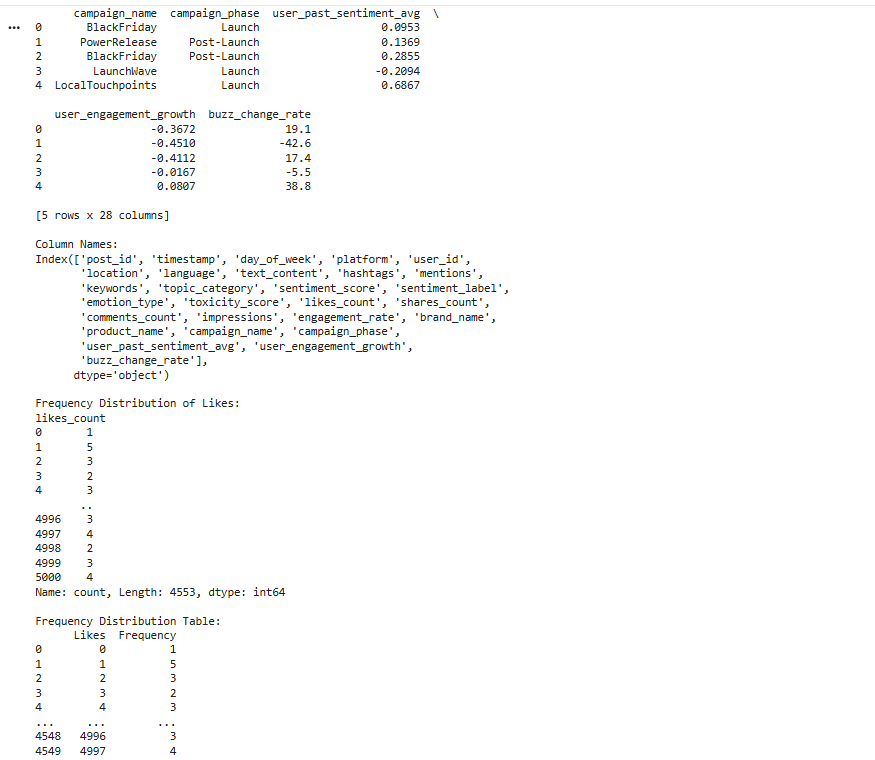 campaign_name campaign_phase user_past_sentiment_avg \
0 BlackFriday Launch 0.0953
1 PowerRelease Post-Launch 0.1369
2 BlackFriday Post-Launch 0.2855
3 LaunchWave Launch -0.2094
4 LocalTouchpoints Launch 0.6867
user_engagement_growth buzz_change_rate
0 -0.3672 19.1
1 -0.4510 -42.6
2 -0.4112 17.4
3 -0.0167 -5.5
4 0.0807 38.8
[5 rows x 28 columns]
Column Names:
Index(['post_id', 'timestamp', 'day_of_week', 'platform', 'user_id',
'location', 'language', 'text_content', 'hashtags', 'mentions',
'keywords', 'topic_category', 'sentiment_score', 'sentiment_label',
'emotion_type', 'toxicity_score', 'likes_count', 'shares_count',
'comments_count', 'impressions', 'engagement_rate', 'brand_name',
'product_name', 'campaign_name', 'campaign_phase',
'user_past_sentiment_avg', 'user_engagement_growth',
'buzz_change_rate'],
dtype='object')
Frequency Distribution of Likes:
likes_count
0 1
1 5
2 3
3 2
4 3
..
4996 3
4997 4
4998 2
4999 3
5000 4
Name: count, Length: 4553, dtype: int64
Frequency Distribution Table:
Likes Frequency
0 0 1
1 1 5
2 2 3
3 3 2
4 4 3
... ... ...
4548 4996 3
4549 4997 4